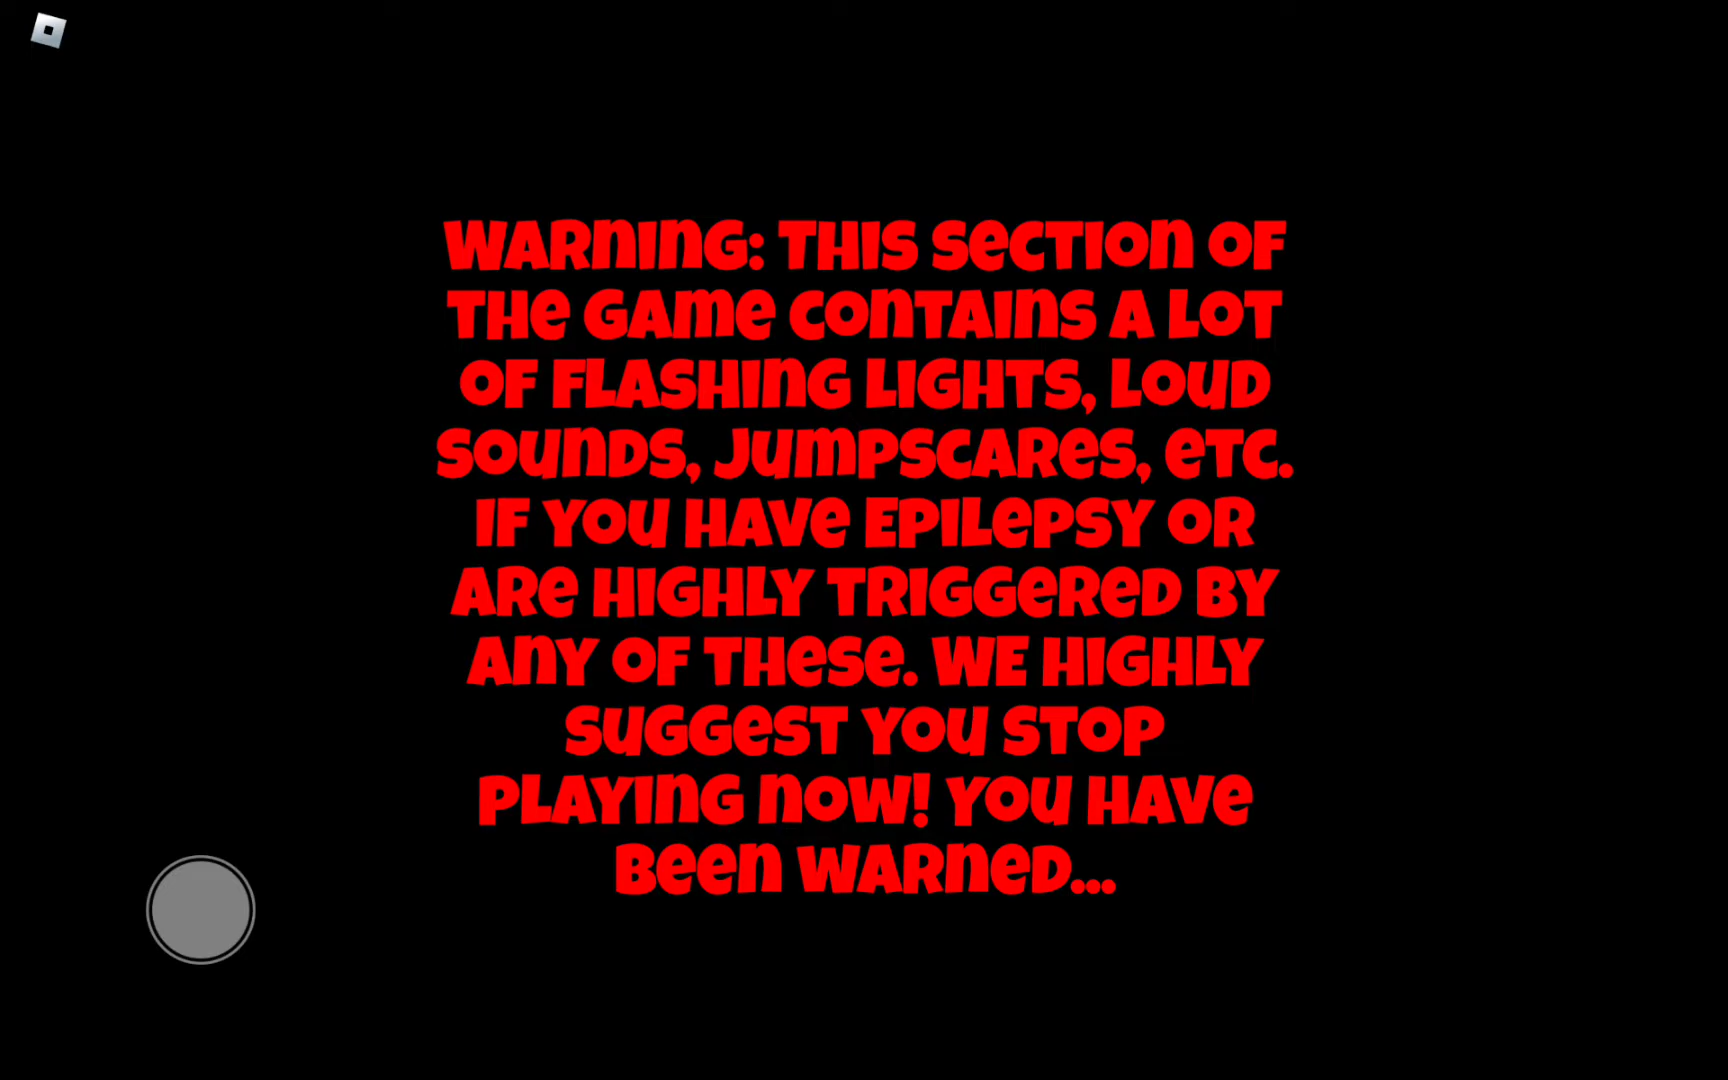 WARNING: THIS SECTION OF
THE GAME CONTAINS A LOT
OF FLASHING LIGHTS, LOUD
SOUNDS, JUMPSCARES, ETC.
IF YOU HAVE EPILEPSY OR
ARE HIGHLY TRIGGERED BY
ANY OF THESE. WE HIGHLY
SUGGEST YOU STOP
PLAYING NOW! YOU HAVE
BEEN WARNED...